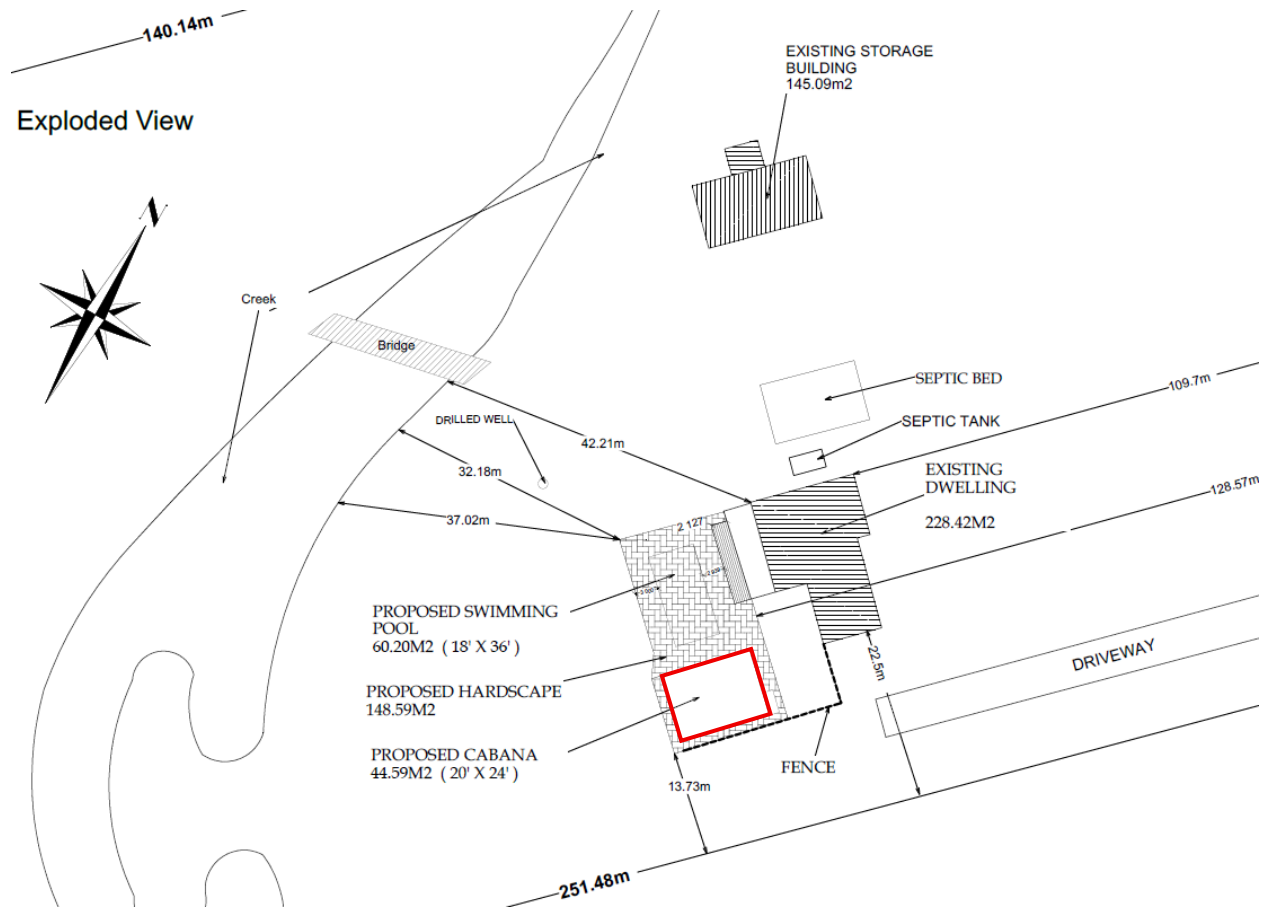 140.14m
EXISTING STORAGE
BUILDING
145.09m2
Exploded View
N
Creek
Bridge
SEPTIC BED
109.7m
DRILLED WELL
SEPTIC TANK
42.21m
32.18m
EXISTING
DWELLING
228.42M2
128.57m
37.02m
2 127
PROPOSED SWIMMING
POOL
60.20M2 ( 18' X 36' )
22.5m
DRIVEWAY
PROPOSED HARDSCAPE
148.59M2
PROPOSED CABANA
44.59M2 ( 20' X 24' )
FENCE
13.73m
251.48m